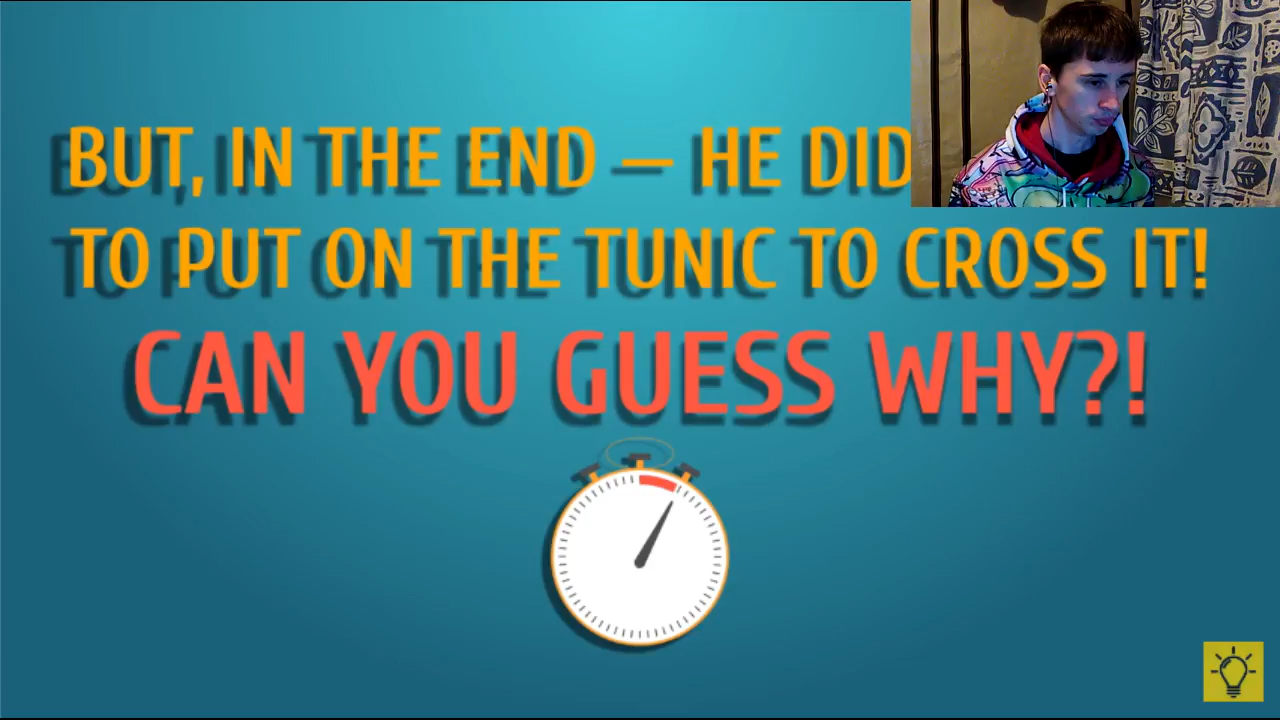 BUT, IN THE END — HE DID
TO PUT ON THE TUNIC TO CROSS IT!
CAN YOU GUESS WHY?!